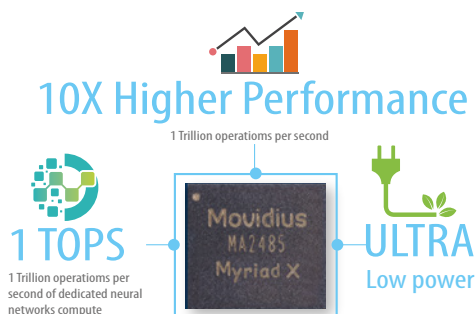 10X Higher Performance
1 Trillion operatioms per second
1 TOPS
1 Trillion operatioms per
second of dedicated neural
networks compute
Movidius
MA2485
Myriad X
ULTRA
Low power